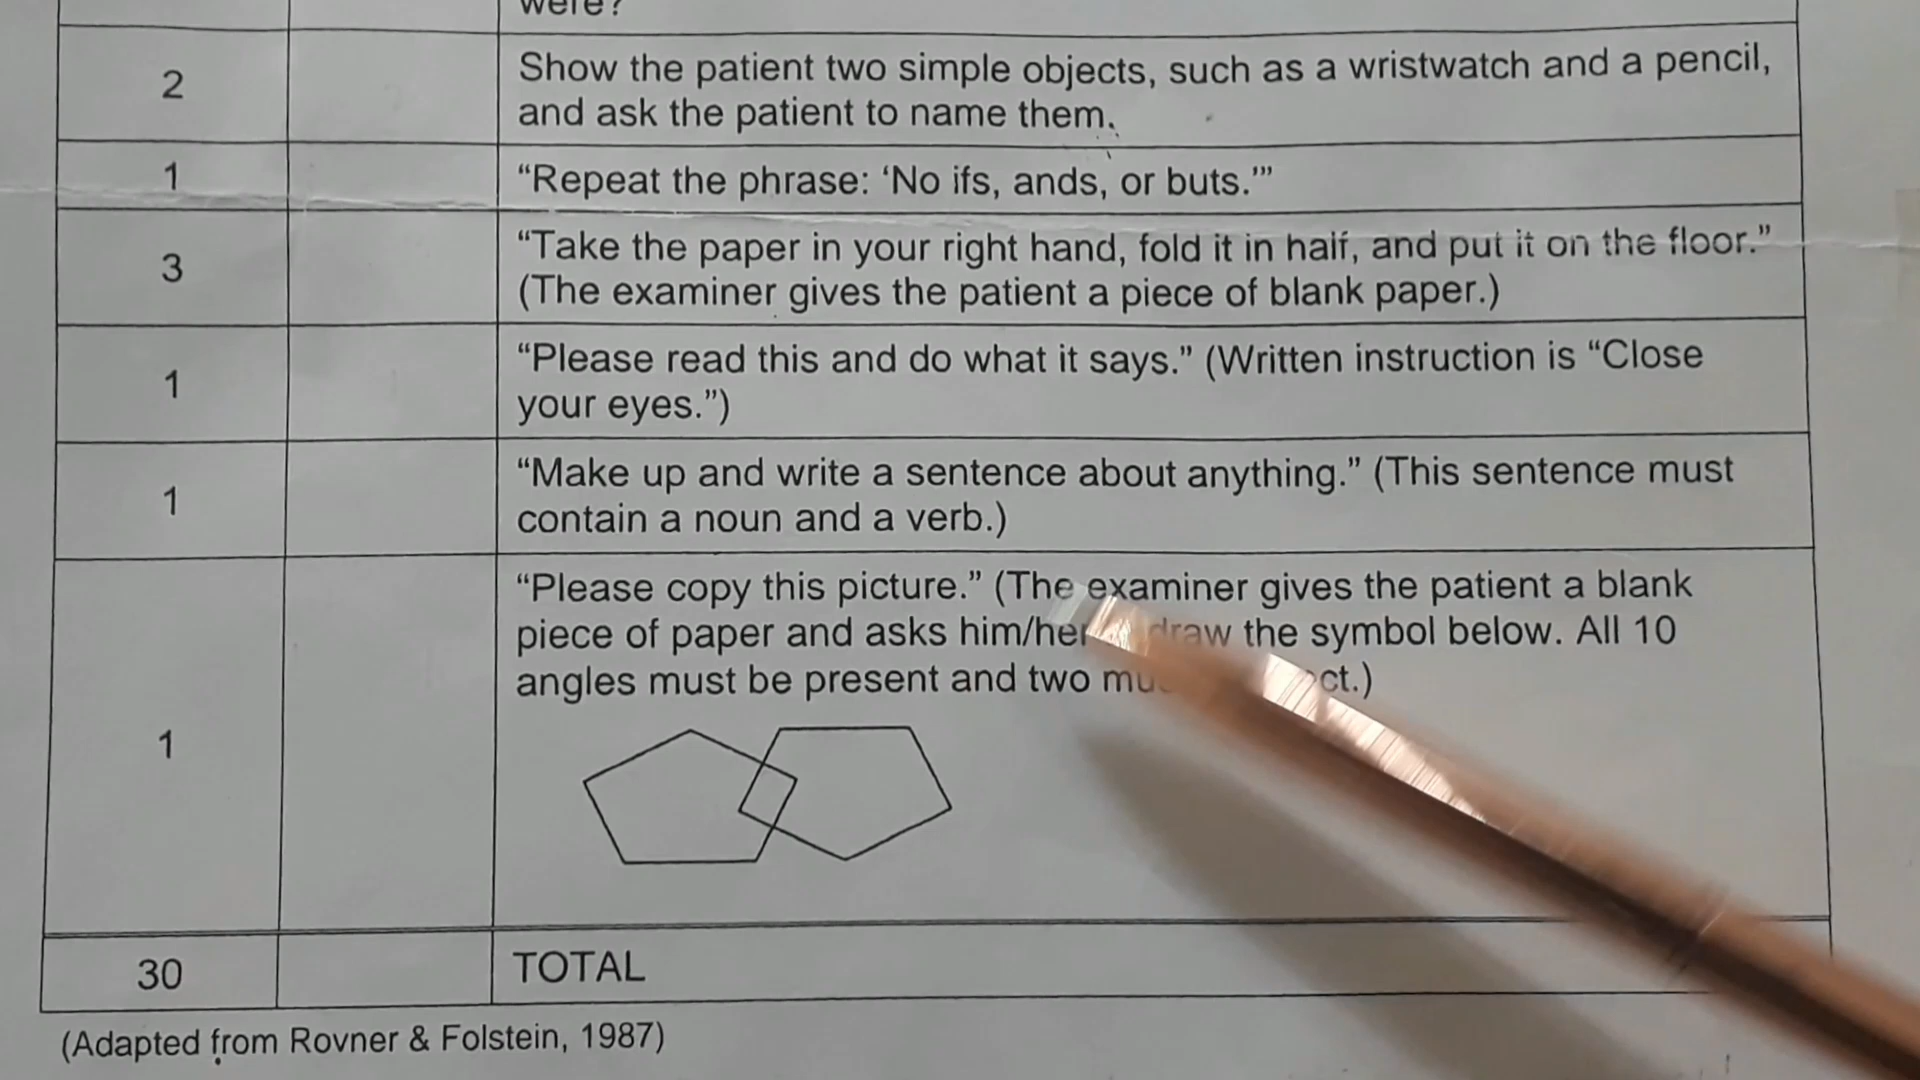 were?
2
Show the patient two simple objects, such as a wristwatch and a pencil,
and ask the patient to name them.
1
“Repeat the phrase: ‘No ifs, ands, or buts.’”
3
“Take the paper in your right hand, fold it in half, and put it on the floor.”
(The examiner gives the patient a piece of blank paper.)
1
“Please read this and do what it says.” (Written instruction is “Close
your eyes.”)
1
“Make up and write a sentence about anything.” (This sentence must
contain a noun and a verb.)
1
“Please copy this picture.” (The examiner gives the patient a blank
piece of paper and asks him/her draw the symbol below. All 10
angles must be present and two
30
TOTAL
(Adapted from Rovner & Folstein, 1987)